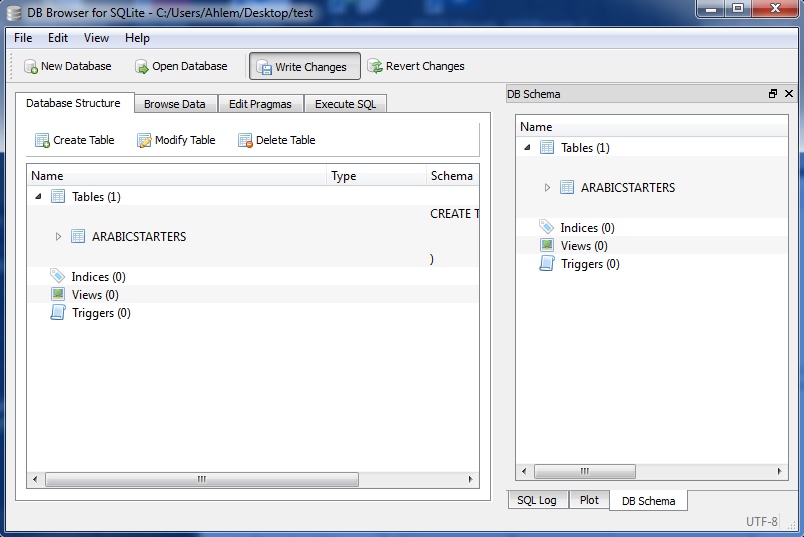 DB Browser for SQLite - C:/Users/Ahlem/Desktop/test
File Edit View Help
New Database Open Database Write Changes Revert Changes
Database Structure Browse Data Edit Pragmas Execute SQL
Create Table Modify Table Delete Table
Name Type Schema
Tables (1)
CREATE T
ARABICSTARTERS
)
Indices (0)
Views (0)
Triggers (0)
DB Schema
Name
Tables (1)
ARABICSTARTERS
Indices (0)
Views (0)
Triggers (0)
SQL Log Plot DB Schema
UTF-8